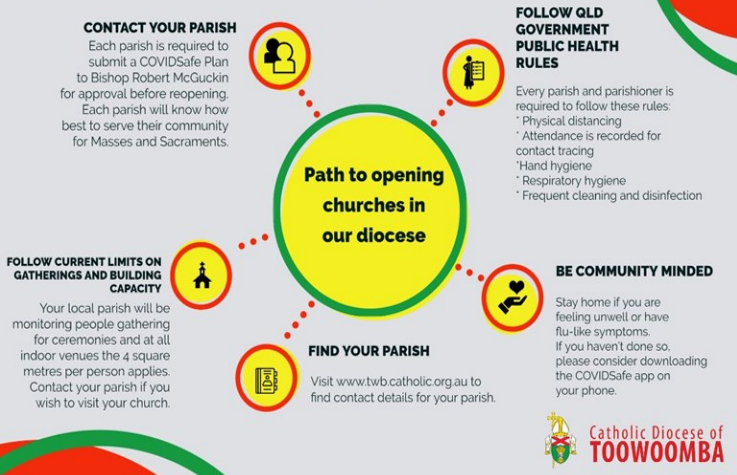 CONTACT YOUR PARISH
Each parish is required to
submit a COVIDSafe Plan
to Bishop Robert McGuckin
for approval before reopening.
Each parish will know how
best to serve their community
for Masses and Sacraments.
FOLLOW QLD
GOVERNMENT
PUBLIC HEALTH
RULES
Every parish and parishioner is
required to follow these rules:
* Physical distancing
* Attendance is recorded for
contact tracing
*Hand hygiene
* Respiratory hygiene
* Frequent cleaning and disinfection
Path to opening
churches in
our diocese
FOLLOW CURRENT LIMITS ON
GATHERINGS AND BUILDING
CAPACITY
Your local parish will be
monitoring people gathering
for ceremonies and at all
indoor venues the 4 square
metres per person applies.
Contact your parish if you
wish to visit your church.
BE COMMUNITY MINDED
Stay home if you are
feeling unwell or have
flu-like symptoms.
If you haven't done so,
please consider downloading
the COVIDSafe app on
your phone.
FIND YOUR PARISH
Visit www.twb.catholic.org.au to
find contact details for your parish.
Catholic Diocese of
TOOWOOMBA